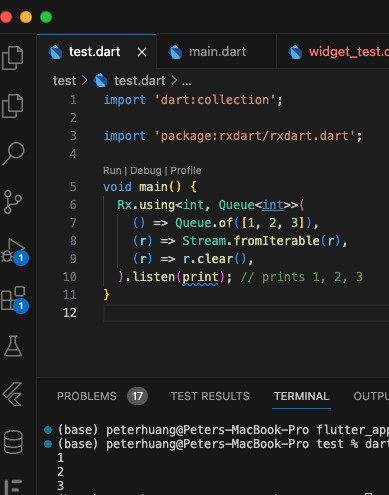 test.dart
main.dart
widget_test.d
test > test.dart > ...
1 import 'dart:collection';
2
3 import 'package:rxdart/rxdart.dart';
4
Run | Debug | Profile
5 void main() {
6 Rx.using<int, Queue<int>>(
7 () => Queue.of([1, 2, 3]),
8 (r) => Stream.fromIterable(r),
9 (r) => r.clear(),
10 ).listen(print); // prints 1, 2, 3
11 }
12
1
1
PROBLEMS 17 TEST RESULTS TERMINAL OUTPU
(base) peterhuang@Peters-MacBook-Pro flutter_app
(base) peterhuang@Peters-MacBook-Pro test % dar
1
2
3